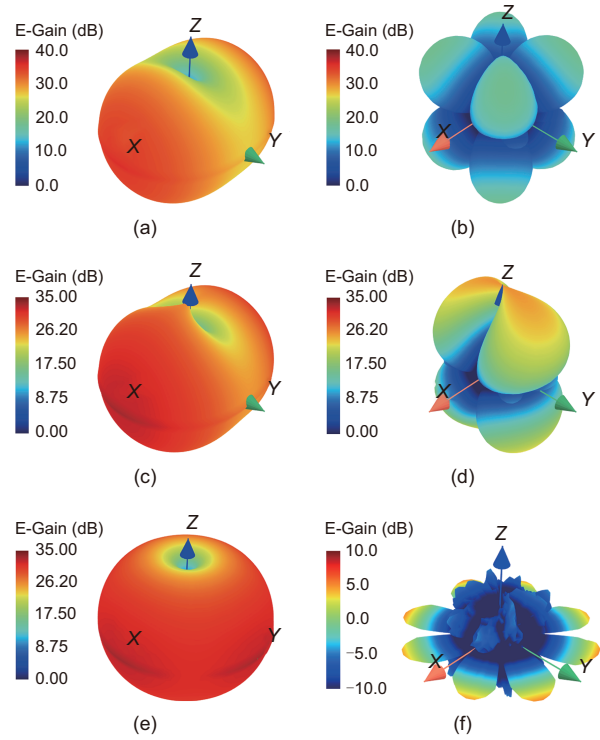 E-Gain (dB)
40.0
30.0
20.0
10.0
0.0
Z
X
Y
(a)
E-Gain (dB)
40.0
30.0
20.0
10.0
0.0
Z
X
Y
(b)
E-Gain (dB)
35.00
26.20
17.50
8.75
0.00
Z
X
Y
(c)
E-Gain (dB)
35.00
26.20
17.50
8.75
0.00
Z
X
Y
(d)
E-Gain (dB)
35.00
26.20
17.50
8.75
0.00
Z
X
Y
(e)
E-Gain (dB)
10.0
5.0
0.0
−5.0
−10.0
Z
X
Y
(f)